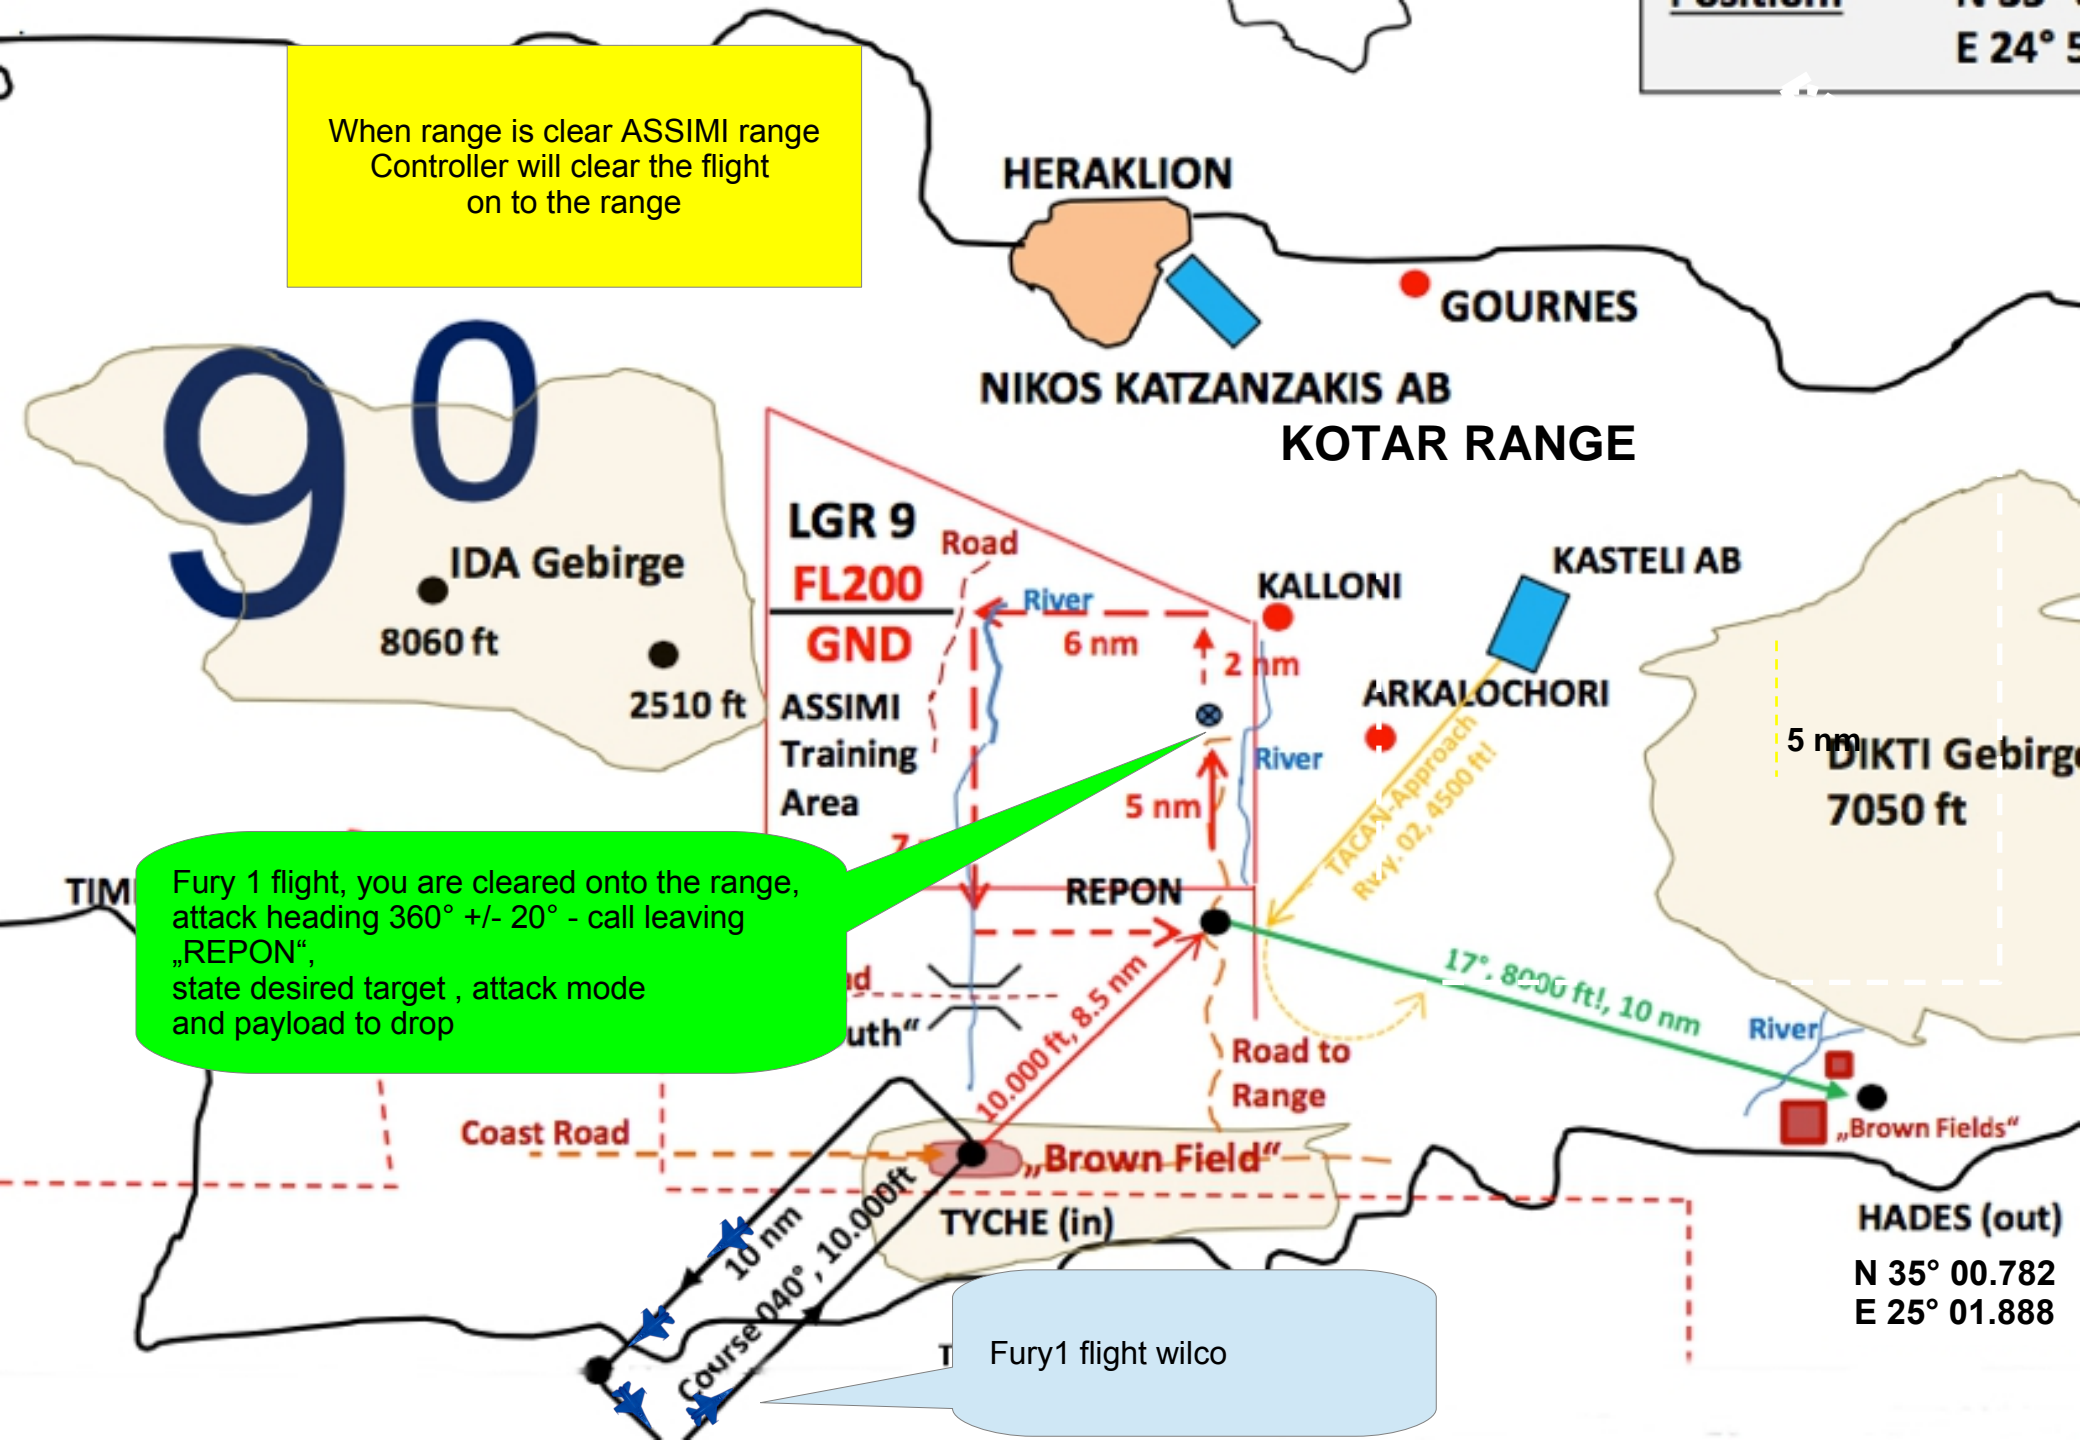 E 24° 5
When range is clear ASSIMI range
Controller will clear the flight
on to the range
HERAKLION
GOURNES
NIKOS KATZANZAKIS AB
KOTAR RANGE
90
LGR 9
FL200
GND
Road
River
6 nm
2 nm
KALLONI
KASTELI AB
IDA Gebirge
8060 ft
2510 ft
ASSIMI
Training
Area
ARKALOCHORI
River
5 nm
5 nm
DIKTI Gebirge
7050 ft
TACAN-Approach
Rwy. 02, 4500 ft!
Fury 1 flight, you are cleared onto the range,
attack heading 360° +/- 20° - call leaving
„REPON“,
state desired target , attack mode
and payload to drop
REPON
17°, 8000 ft!, 10 nm
10.000 ft, 8.5 nm
uth“
Road to
Range
River
„Brown Fields“
Coast Road
„Brown Field“
TYCHE (in)
10 nm
Course 040°, 10.000ft
HADES (out)
N 35° 00.782
E 25° 01.888
Fury1 flight wilco